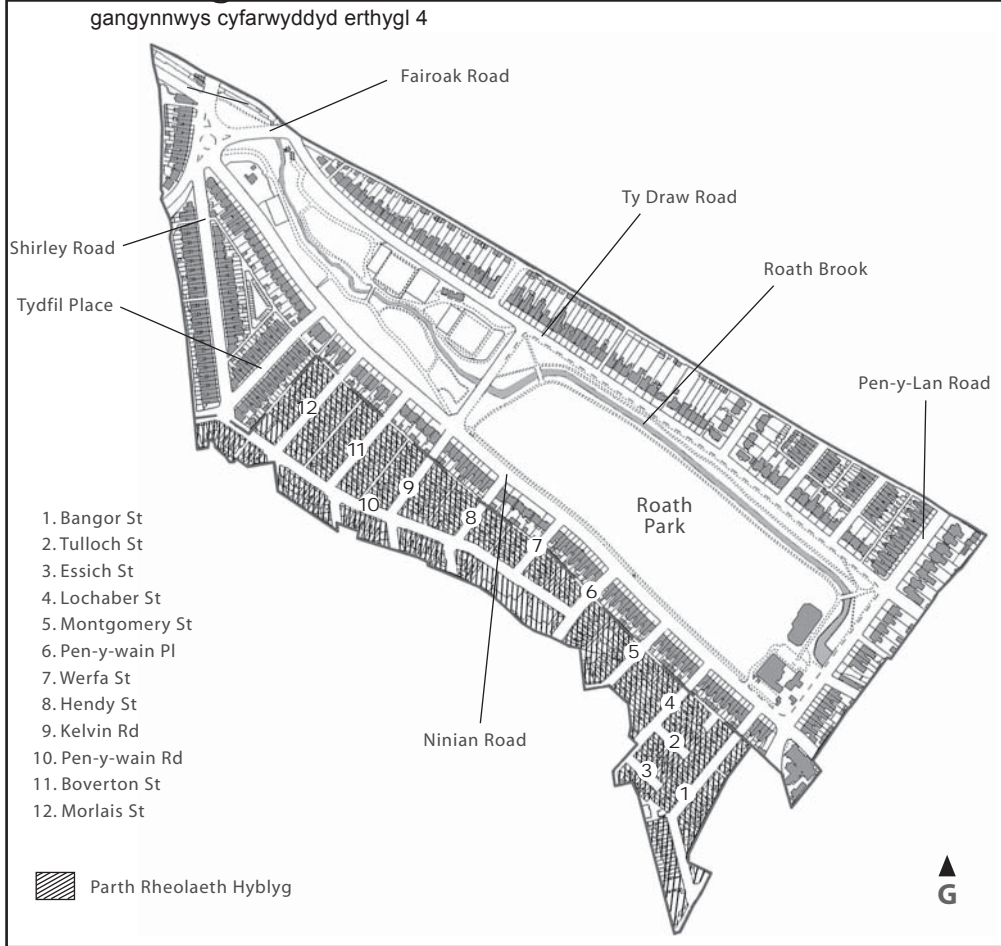 gangynnwys cyfarwyddyd erthygl 4
Fairoak Road
Ty Draw Road
Shirley Road
Roath Brook
Tydfil Place
Pen-y-Lan Road
12
11
9
10
8
Roath
Park
7
6
5
4
2
3
1
Ninian Road
1. Bangor St
2. Tulloch St
3. Essich St
4. Lochaber St
5. Montgomery St
6. Pen-y-wain Pl
7. Werfa St
8. Hendy St
9. Kelvin Rd
10. Pen-y-wain Rd
11. Boverton St
12. Morlais St
Parth Rheolaeth Hyblyg
G